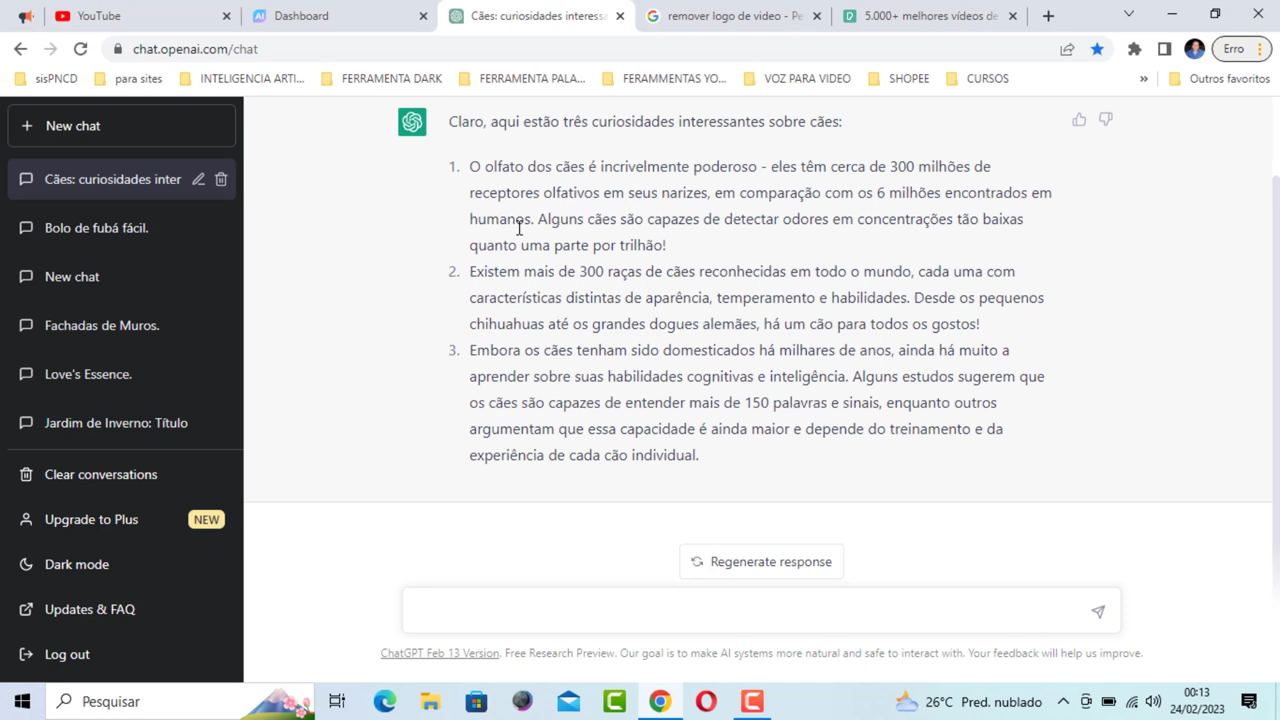 YouTube
Dashboard
Cães: curiosidades interessa
remover logo de video - Pe
5.000+ melhores vídeos de
chat.openai.com/chat
Erro
sisPNCD
para sites
INTELIGENCIA ARTI...
FERRAMENTA DARK
FERRAMENTA PALA...
FERAMMENTAS YO...
VOZ PARA VIDEO
SHOPEE
CURSOS
»
Outros favoritos
New chat
Cães: curiosidades inter
Bolo de fubá fácil.
New chat
Fachadas de Muros.
Love's Essence.
Jardim de Inverno: Título
Clear conversations
Upgrade to Plus NEW
Dark mode
Updates & FAQ
Log out
Claro, aqui estão três curiosidades interessantes sobre cães:
1. O olfato dos cães é incrivelmente poderoso - eles têm cerca de 300 milhões de
receptores olfativos em seus narizes, em comparação com os 6 milhões encontrados em
humanos. Alguns cães são capazes de detectar odores em concentrações tão baixas
quanto uma parte por trilhão!
2. Existem mais de 300 raças de cães reconhecidas em todo o mundo, cada uma com
características distintas de aparência, temperamento e habilidades. Desde os pequenos
chihuahuas até os grandes dogues alemães, há um cão para todos os gostos!
3. Embora os cães tenham sido domesticados há milhares de anos, ainda há muito a
aprender sobre suas habilidades cognitivas e inteligência. Alguns estudos sugerem que
os cães são capazes de entender mais de 150 palavras e sinais, enquanto outros
argumentam que essa capacidade é ainda maior e depende do treinamento e da
experiência de cada cão individual.
Regenerate response
ChatGPT Feb 13 Version. Free Research Preview. Our goal is to make AI systems more natural and safe to interact with. Your feedback will help us improve.
Pesquisar
26°C Pred. nublado
00:13
24/02/2023